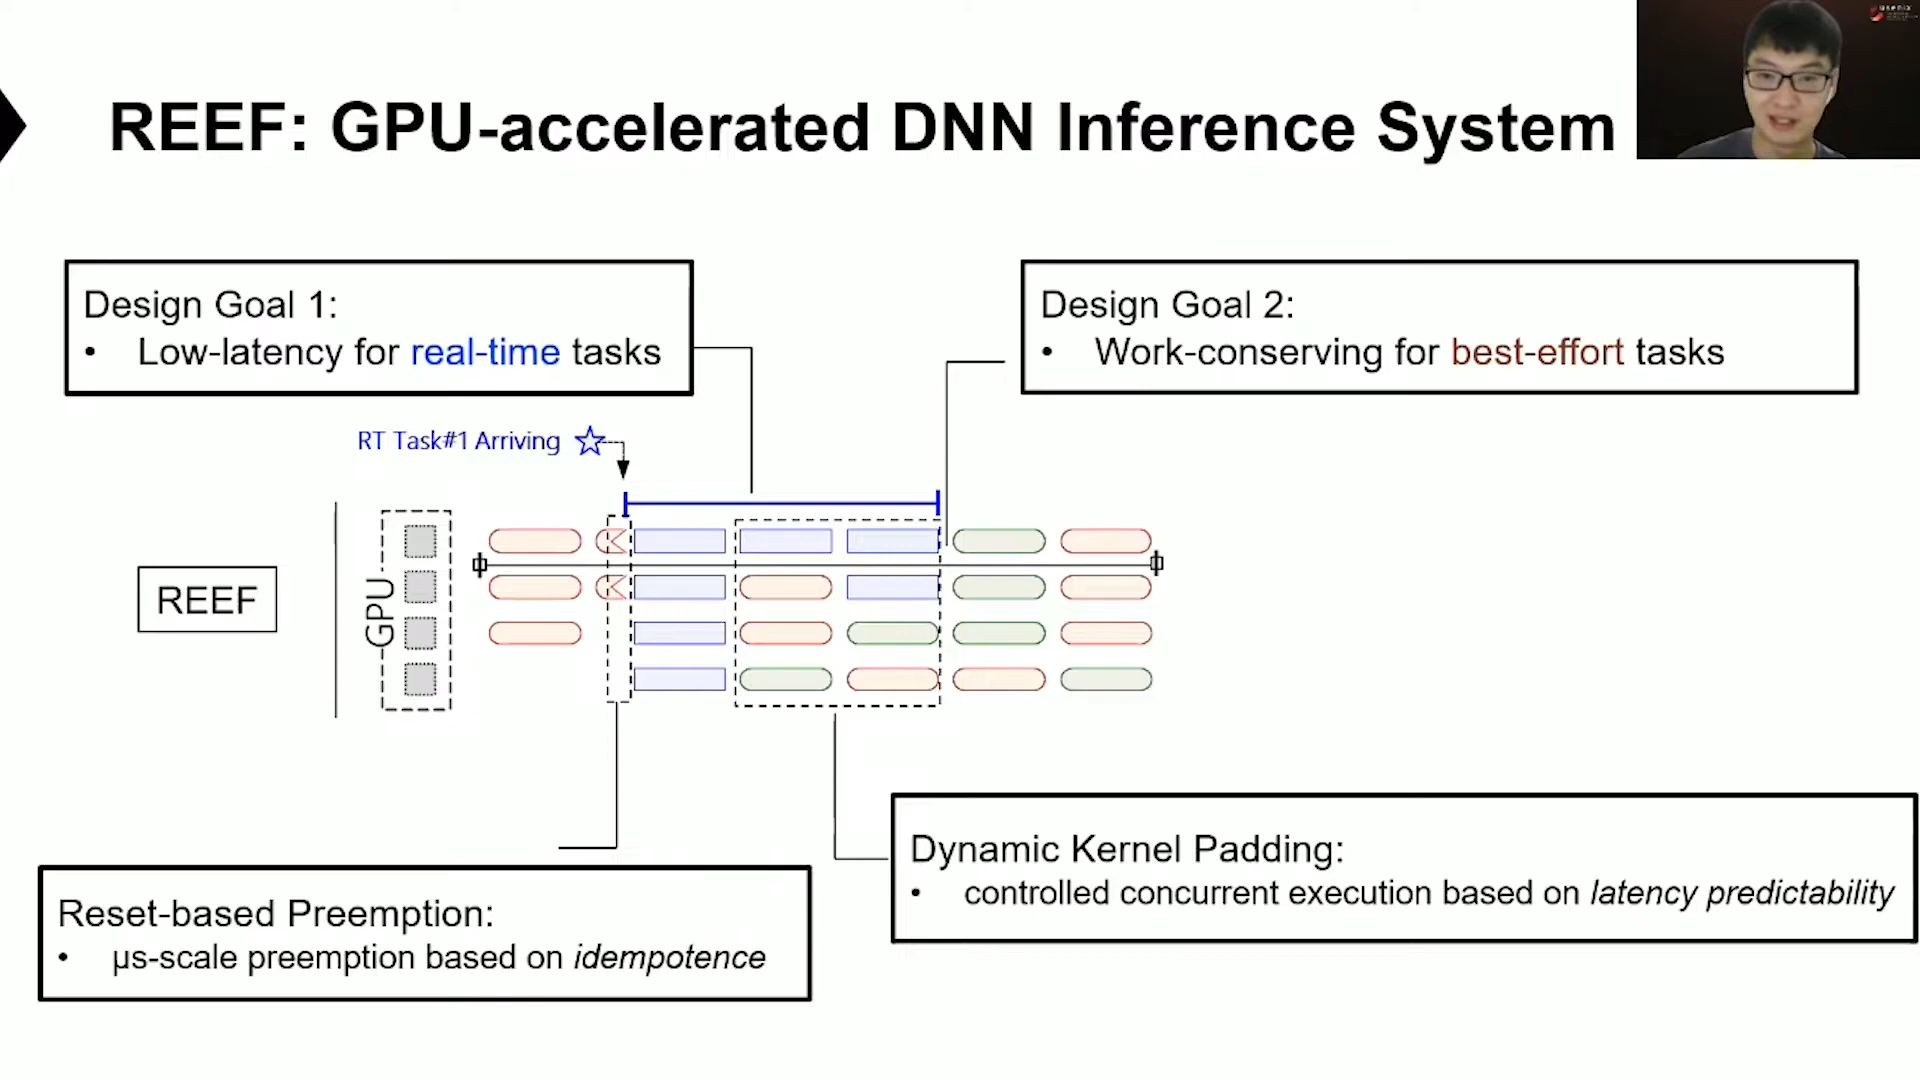 usenix
REEF: GPU-accelerated DNN Inference System
Design Goal 1:
• Low-latency for real-time tasks
Design Goal 2:
• Work-conserving for best-effort tasks
RT Task#1 Arriving
REEF
GPU
Dynamic Kernel Padding:
• controlled concurrent execution based on latency predictability
Reset-based Preemption:
• μs-scale preemption based on idempotence